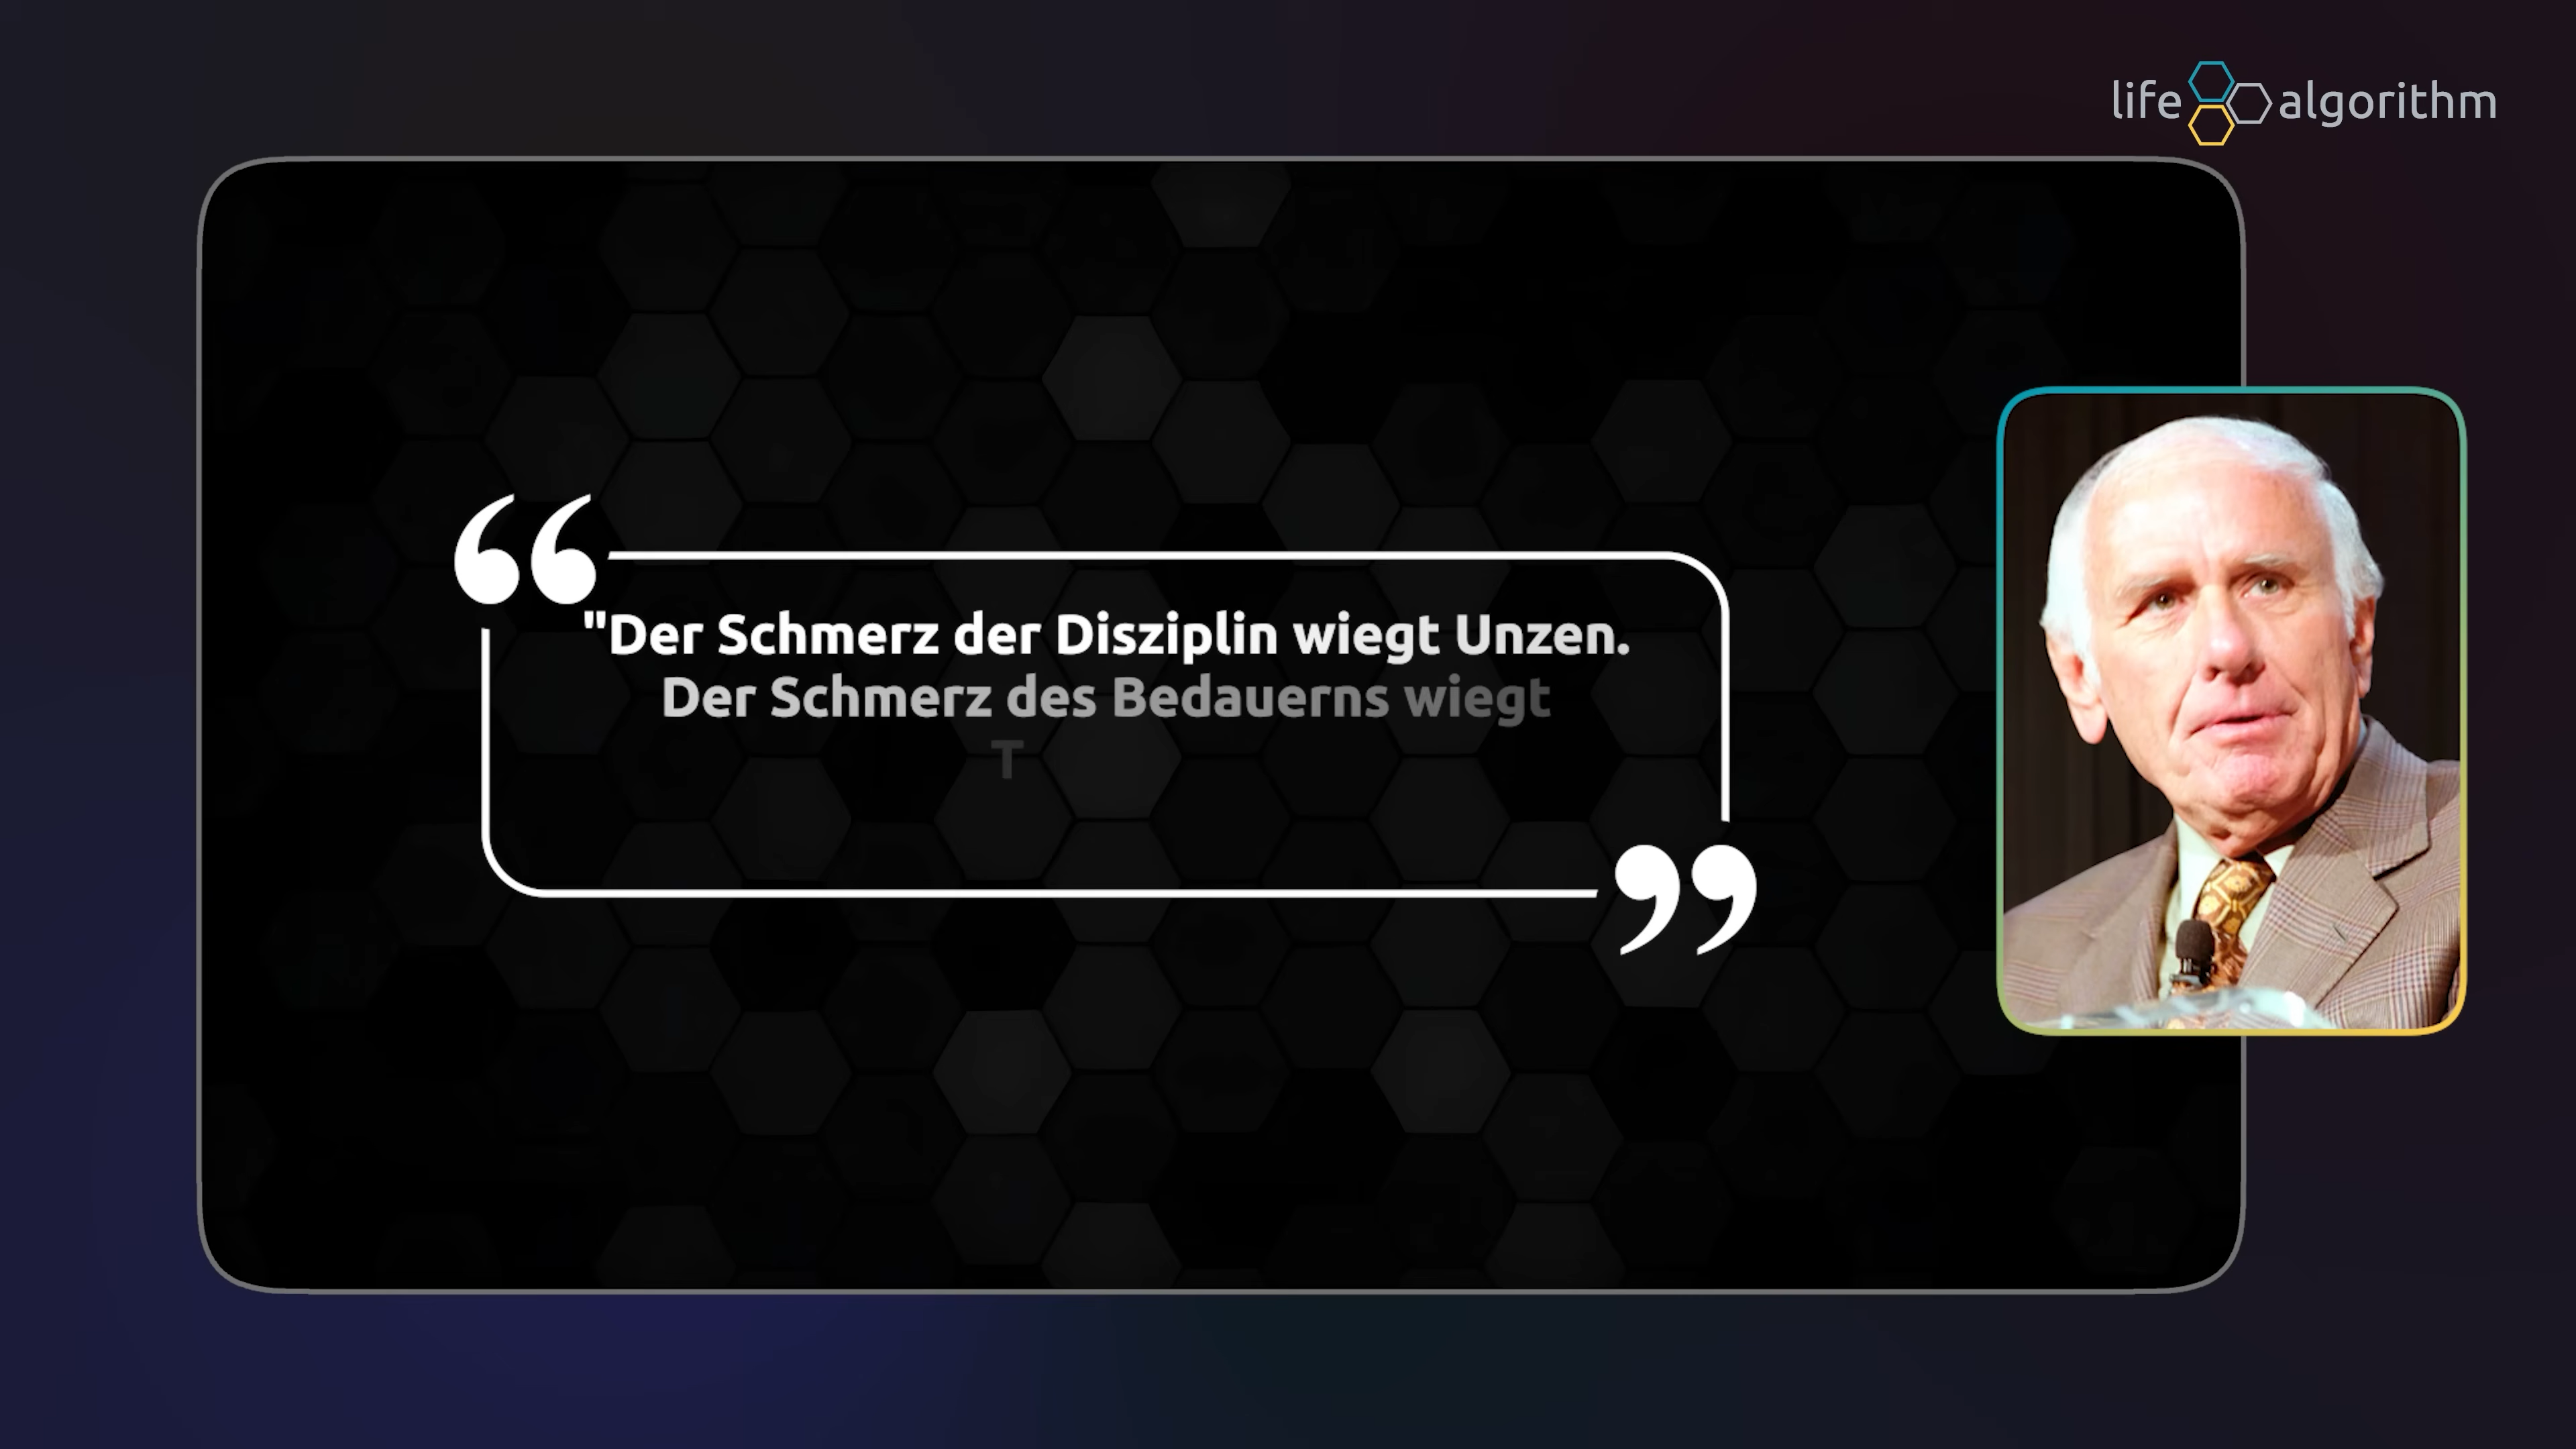 life algorithm
"Der Schmerz der Disziplin wiegt Unzen.
Der Schmerz des Bedauerns wiegt
T